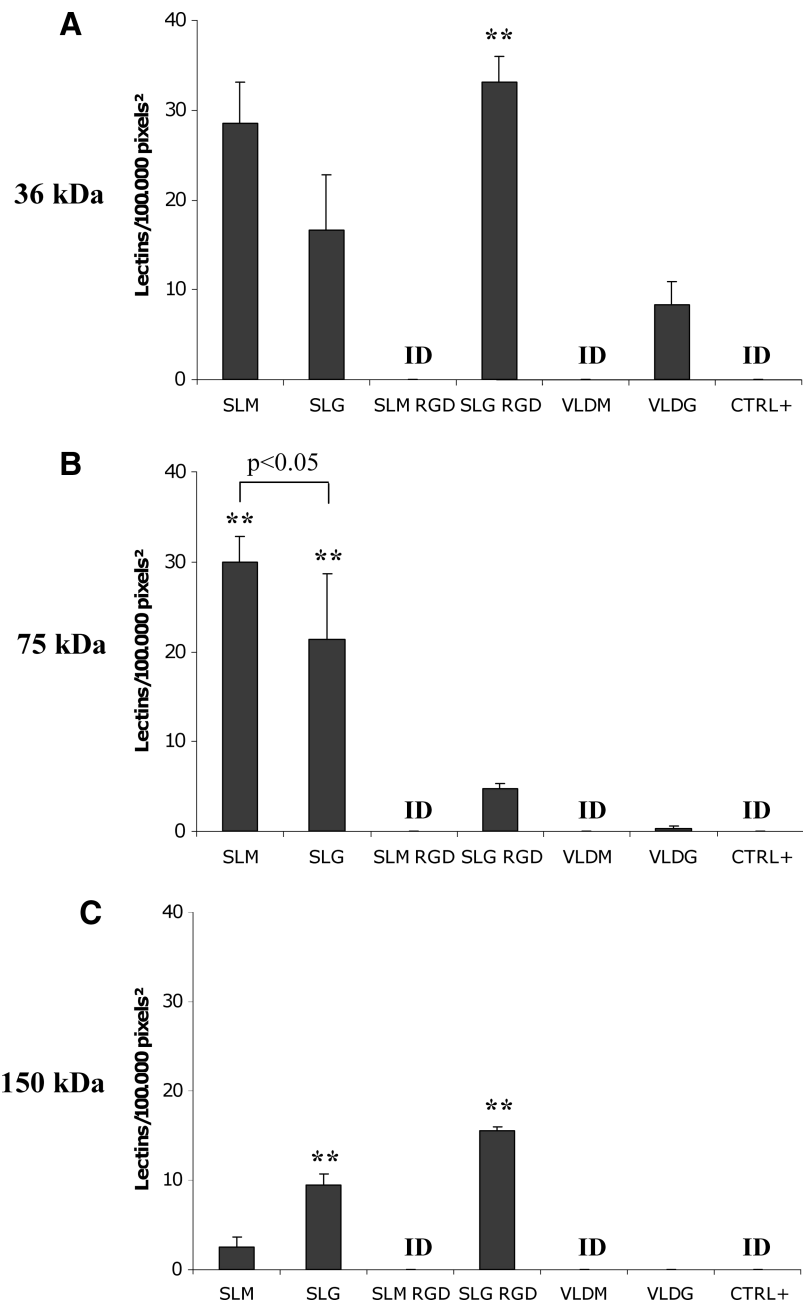 A
36 kDa
Lectins/100.000 pixels²
40
30
20
10
0
**
ID ID ID
SLM SLG SLM RGD SLG RGD VLDM VLDG CTRL+
B
75 kDa
Lectins/100.000 pixels²
40
30
20
10
0
p<0.05
**
**
ID ID ID
SLM SLG SLM RGD SLG RGD VLDM VLDG CTRL+
C
150 kDa
Lectins/100.000 pixels²
40
30
20
10
0
**
**
ID ID ID
SLM SLG SLM RGD SLG RGD VLDM VLDG CTRL+